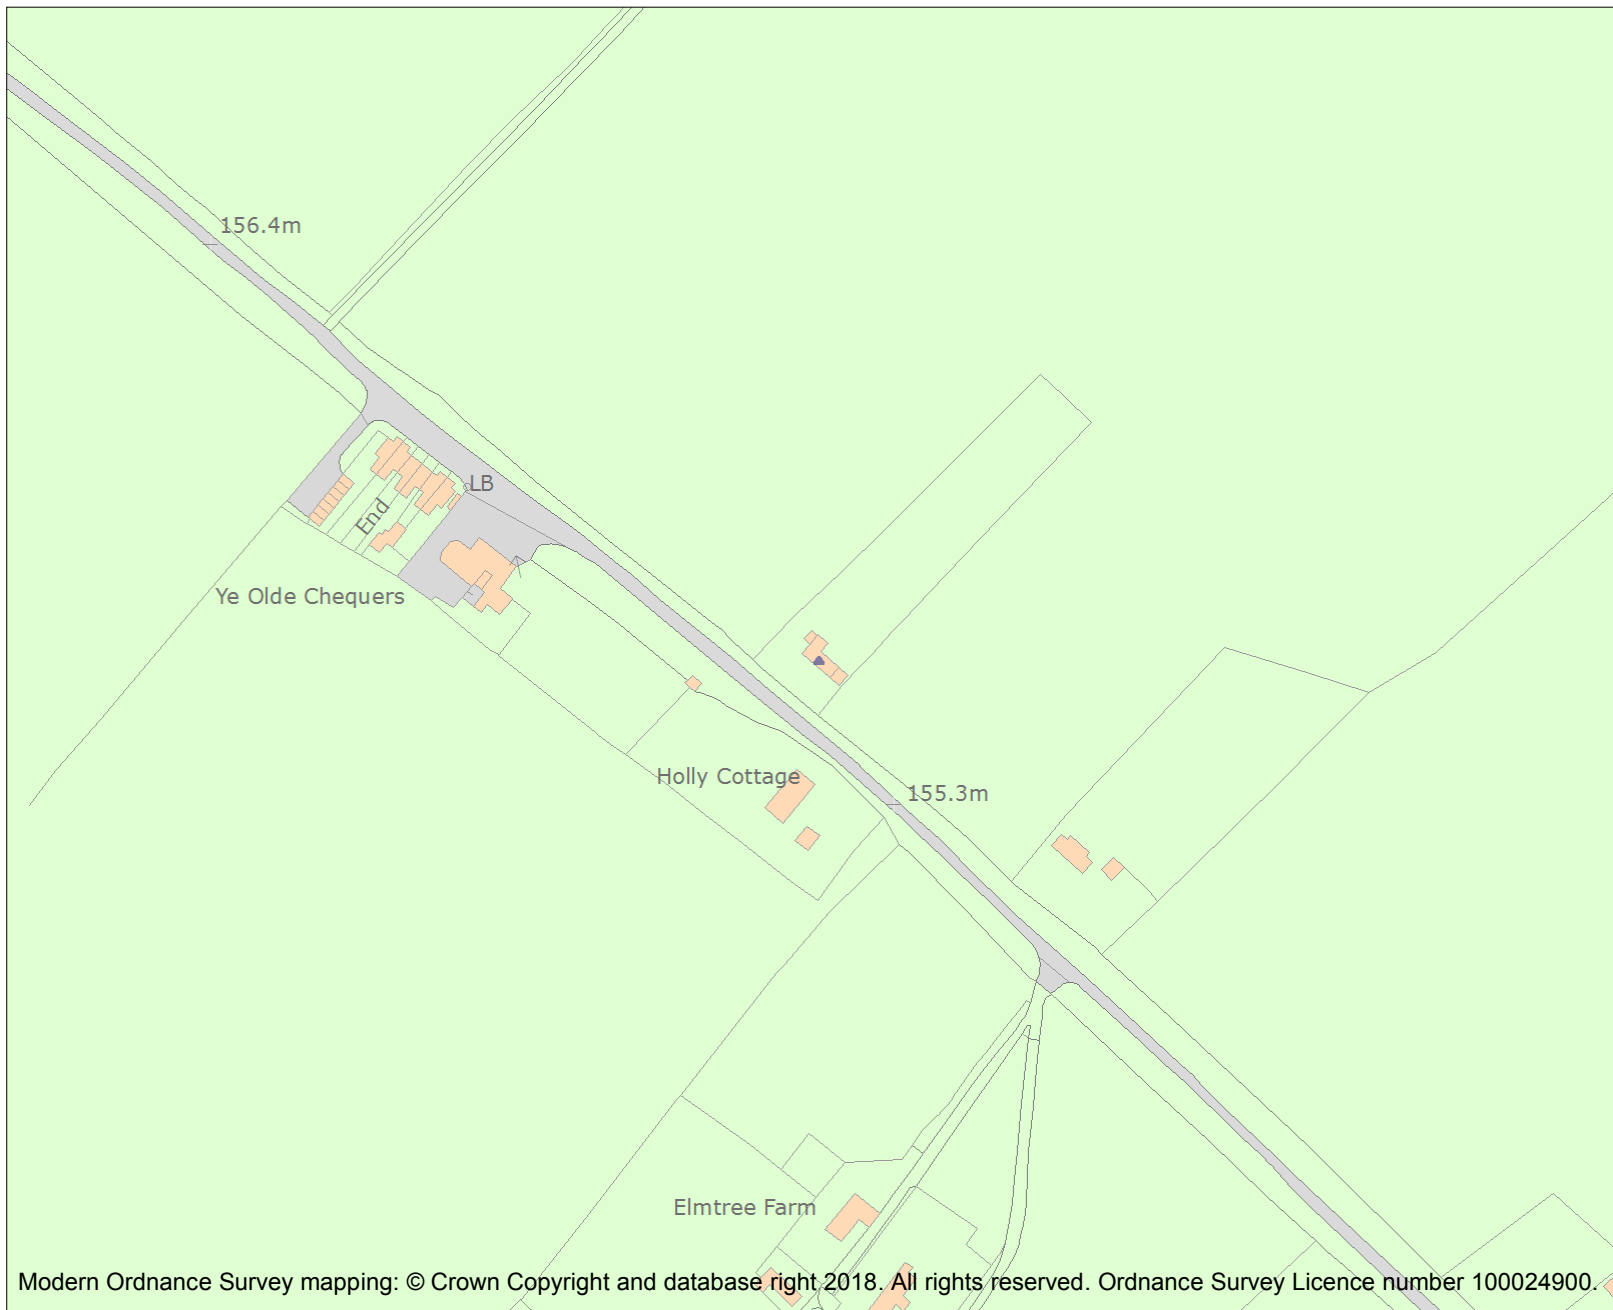 156.4m
LB
End
Ye Olde Chequers
Holly Cottage
155.3m
Elmtree Farm
Modern Ordnance Survey mapping: © Crown Copyright and database right 2018. All rights reserved. Ordnance Survey Licence number 100024900.